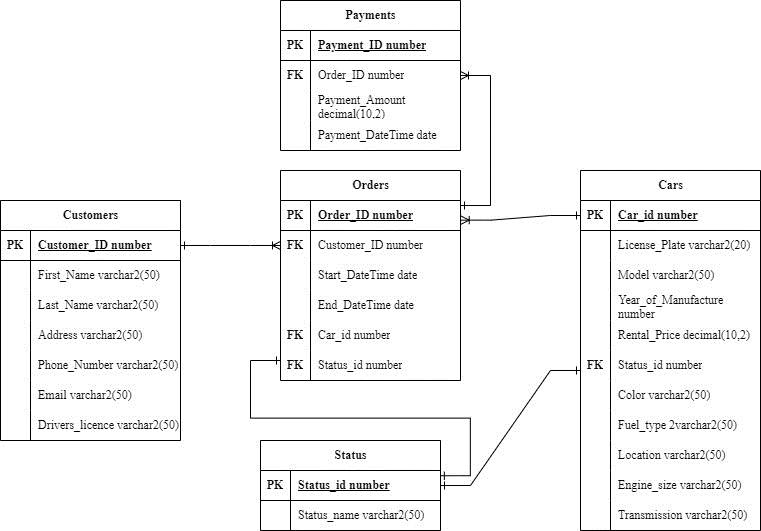 Payments
PK Payment_ID number
FK Order_ID number
Payment_Amount
decimal(10,2)
Payment_DateTime date
Orders
PK Order_ID number
FK Customer_ID number
Start_DateTime date
End_DateTime date
FK Car_id number
FK Status_id number
Cars
PK Car_id number
License_Plate varchar2(20)
Model varchar2(50)
Year_of_Manufacture
number
Rental_Price decimal(10,2)
FK Status_id number
Color varchar2(50)
Fuel_type 2varchar2(50)
Location varchar2(50)
Engine_size varchar2(50)
Transmission varchar2(50)
Customers
PK Customer_ID number
First_Name varchar2(50)
Last_Name varchar2(50)
Address varchar2(50)
Phone_Number varchar2(50)
Email varchar2(50)
Drivers_licence varchar2(50)
Status
PK Status_id number
Status_name varchar2(50)